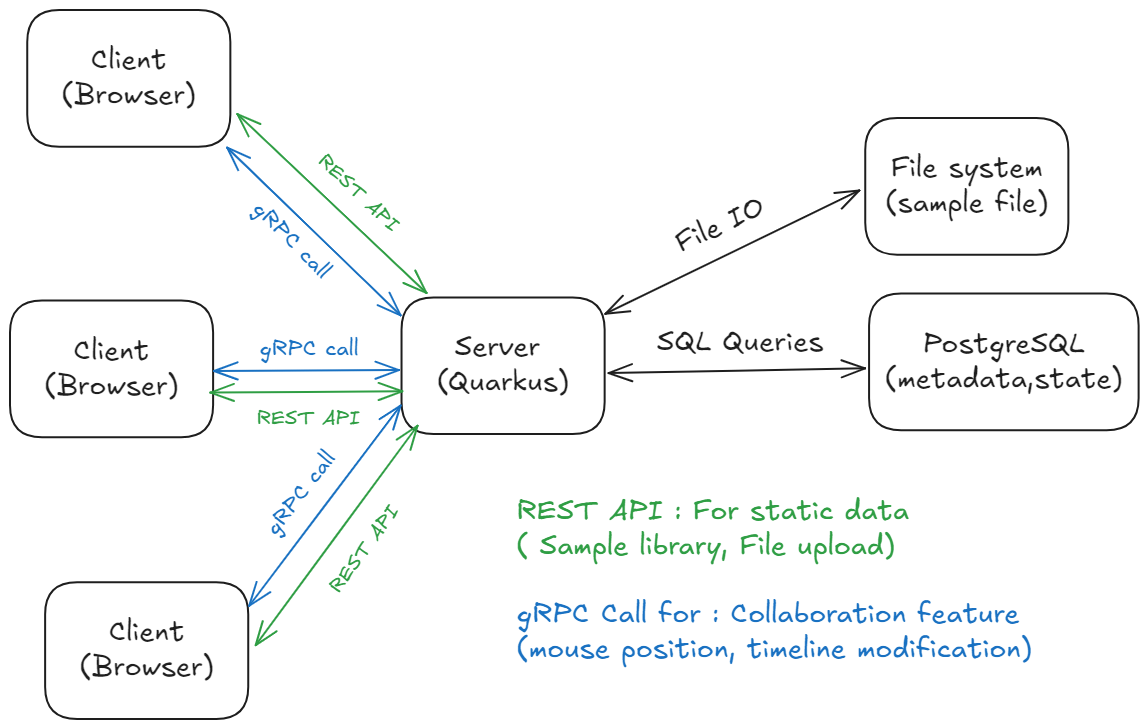 Client
(Browser)
REST API
gRPC call
File system
(sample file)
File IO
Client
(Browser)
gRPC call
REST API
Server
(Quarkus)
SQL Queries
PostgreSQL
(metadata,state)
gRPC call
REST API
Client
(Browser)
REST API : For static data
( Sample library, File upload)
gRPC Call for : Collaboration feature
(mouse position, timeline modification)